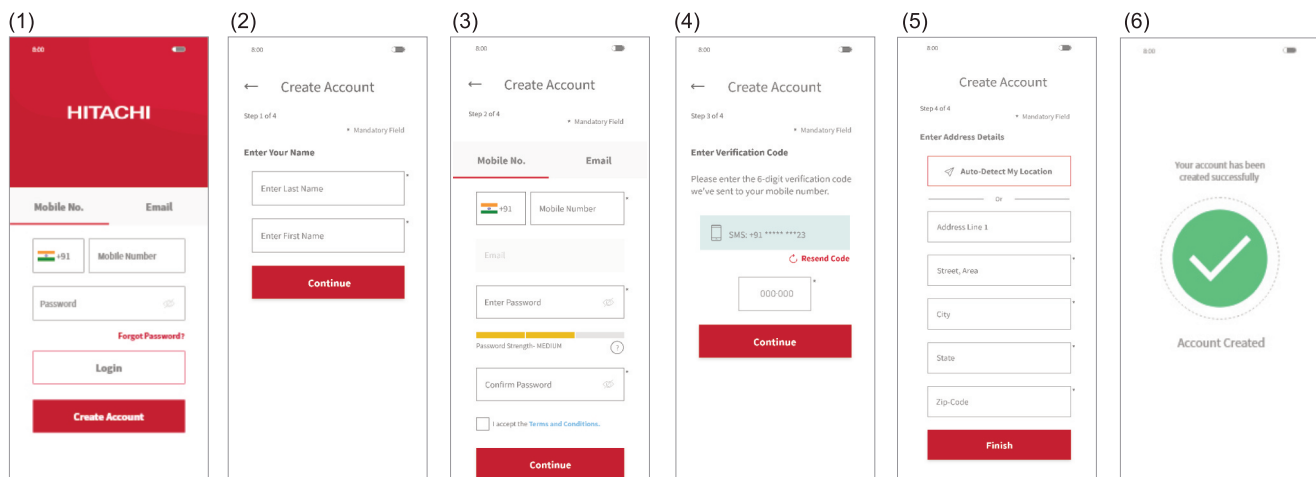 (1)
8:00
HITACHI
Mobile No. Email
+91 Mobile Number
Password
Forgot Password?
Login
Create Account
(2)
8:00
← Create Account
Step 1 of 4
* Mandatory Field
Enter Your Name
Enter Last Name *
Enter First Name *
Continue
(3)
8:00
← Create Account
Step 2 of 4
* Mandatory Field
Mobile No. Email
+91 Mobile Number *
Email
Enter Password *
Password Strength- MEDIUM ?
Confirm Password *
I accept the Terms and Conditions.
Continue
(4)
8:00
← Create Account
Step 3 of 4
* Mandatory Field
Enter Verification Code
Please enter the 6-digit verification code
we've sent to your mobile number.
SMS: +91 ***** ***23
Resend Code
000-000 *
Continue
(5)
8:00
Create Account
Step 4 of 4
* Mandatory Field
Enter Address Details
Auto-Detect My Location
Or
Address Line 1
Street, Area *
City *
State *
Zip-Code *
Finish
(6)
8:00
Your account has been
created successfully
Account Created